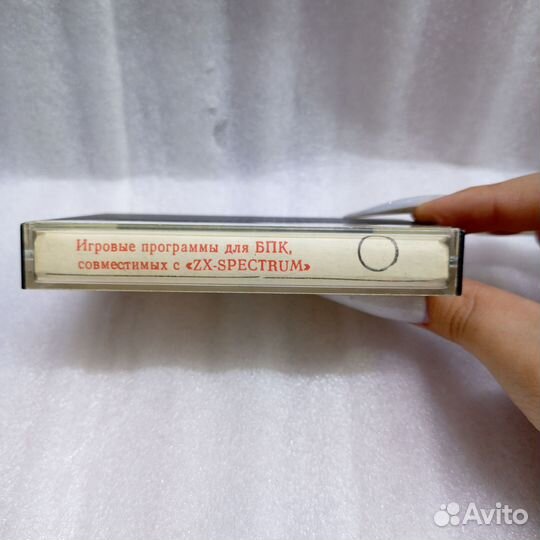 Игровые программы для БПК,
совместимых с «ZX-SPECTRUM»
Avito